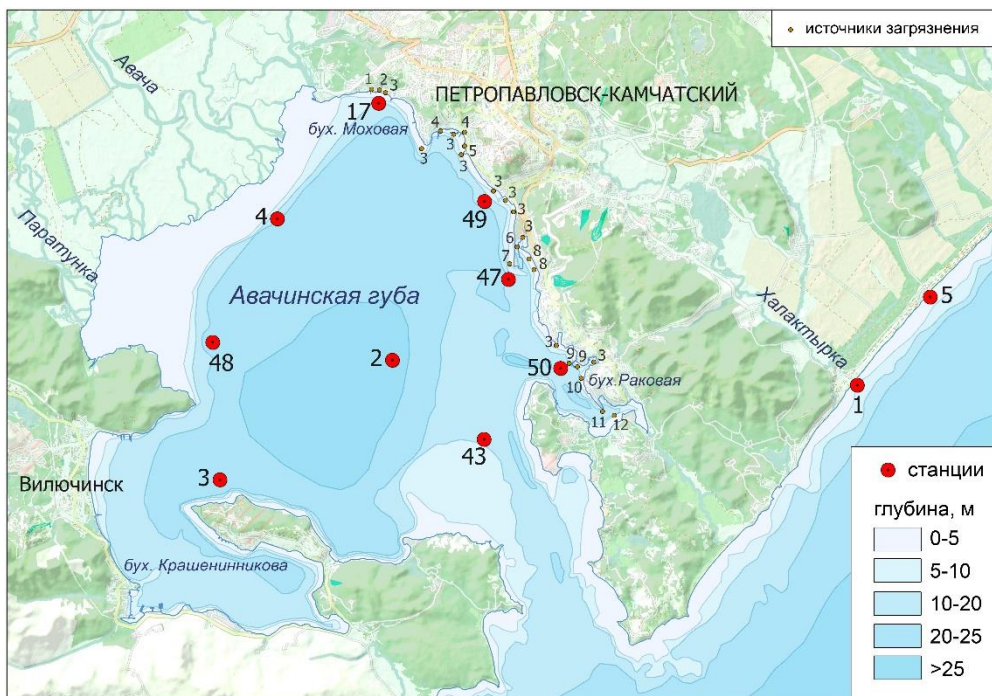 источники загрязнения
Авача
1 2 3
ПЕТРОПАВЛОВСК-КАМЧАТСКИЙ
17
бух. Моховая
4 4
3
3
5
3
Паратунка
4
49
3
3
3
3
6
8
7
8
47
Авачинская губа
Халактырка
5
48
2
3
9
9
3
50
10
бух.Раковая
1
11
12
43
станции
Вилючинск
3
глубина, м
0-5
5-10
бух. Крашенинникова
10-20
20-25
>25